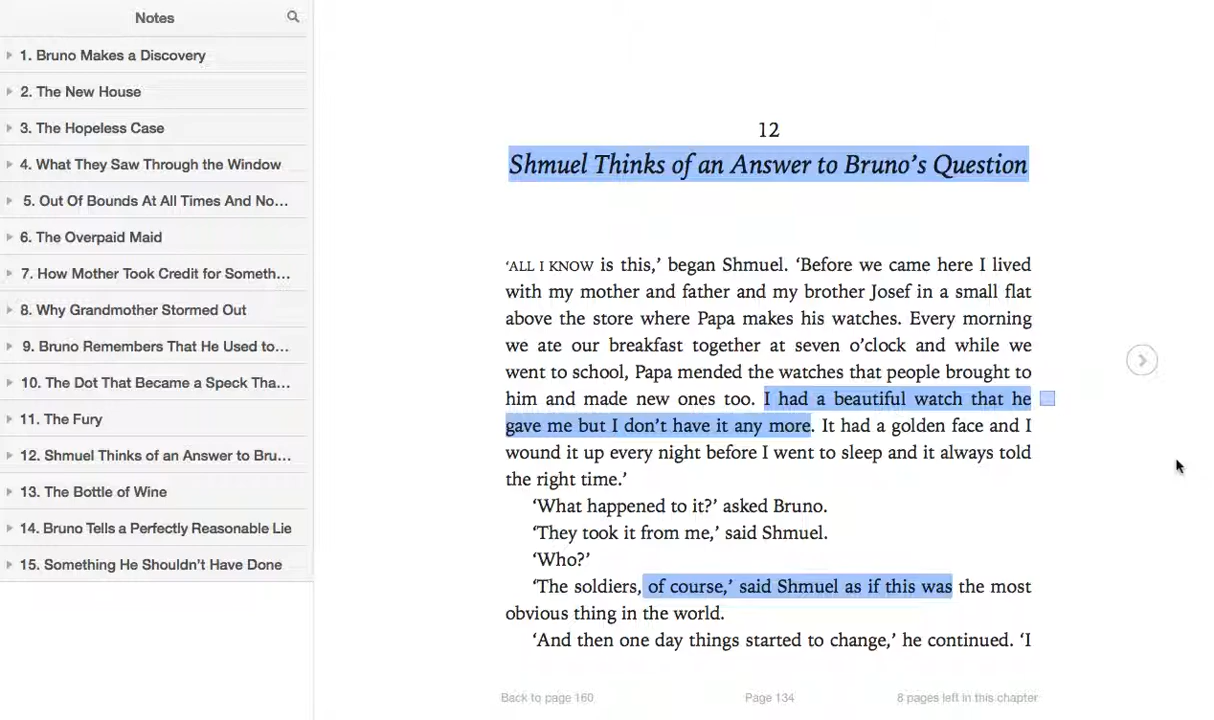 Notes
1. Bruno Makes a Discovery
2. The New House
3. The Hopeless Case
4. What They Saw Through the Window
5. Out Of Bounds At All Times And No…
6. The Overpaid Maid
7. How Mother Took Credit for Someth…
8. Why Grandmother Stormed Out
9. Bruno Remembers That He Used to…
10. The Dot That Became a Speck Tha…
11. The Fury
12. Shmuel Thinks of an Answer to Bru…
13. The Bottle of Wine
14. Bruno Tells a Perfectly Reasonable Lie
15. Something He Shouldn't Have Done
12
Shmuel Thinks of an Answer to Bruno’s Question
‘ALL I KNOW is this,’ began Shmuel. ‘Before we came here I lived
with my mother and father and my brother Josef in a small flat
above the store where Papa makes his watches. Every morning
we ate our breakfast together at seven o’clock and while we
went to school, Papa mended the watches that people brought to
him and made new ones too. I had a beautiful watch that he
gave me but I don’t have it any more. It had a golden face and I
wound it up every night before I went to sleep and it always told
the right time.’
‘What happened to it?’ asked Bruno.
‘They took it from me,’ said Shmuel.
‘Who?’
‘The soldiers, of course,’ said Shmuel as if this was the most
obvious thing in the world.
‘And then one day things started to change,’ he continued. ‘I
Back to page 160
Page 134
8 pages left in this chapter